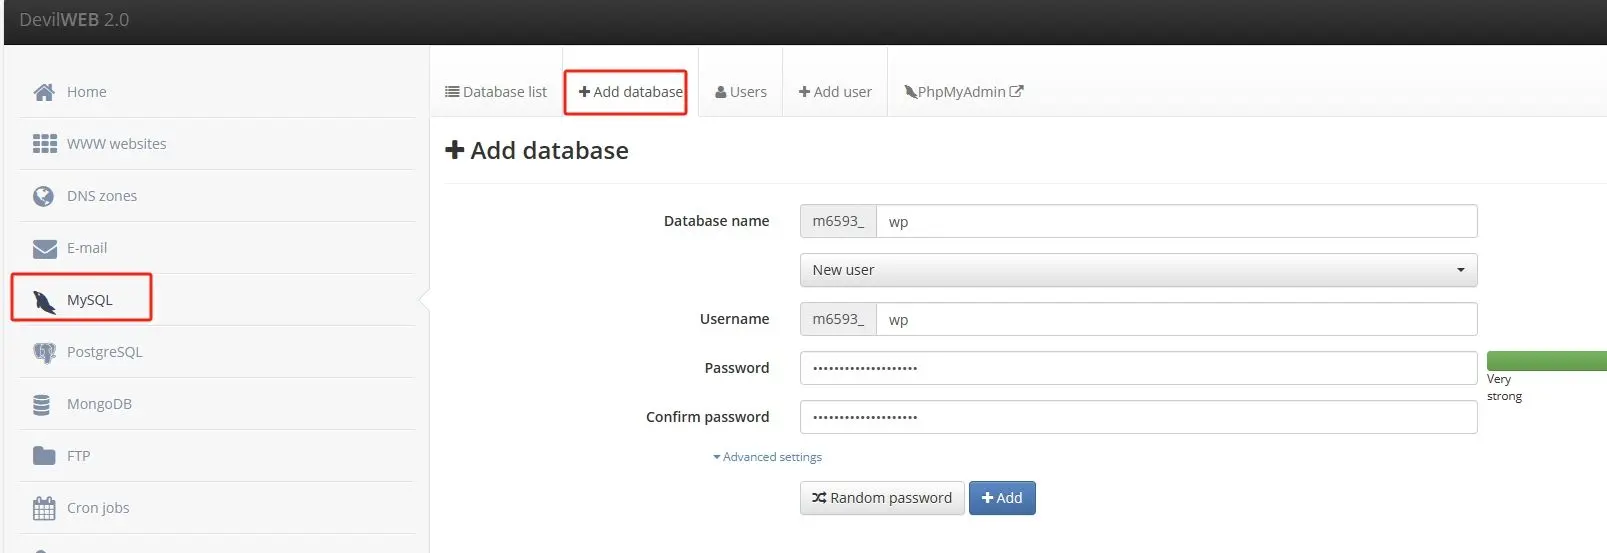 DevilWEB 2.0
Home
WWW websites
DNS zones
E-mail
MySQL
PostgreSQL
MongoDB
FTP
Cron jobs
Database list
Add database
Users
Add user
PhpMyAdmin
Add database
Database name m6593_ wp
New user
Username m6593_ wp
Password ••••••••••••••••••••
Very
strong
Confirm password ••••••••••••••••••••
Advanced settings
Random password
Add